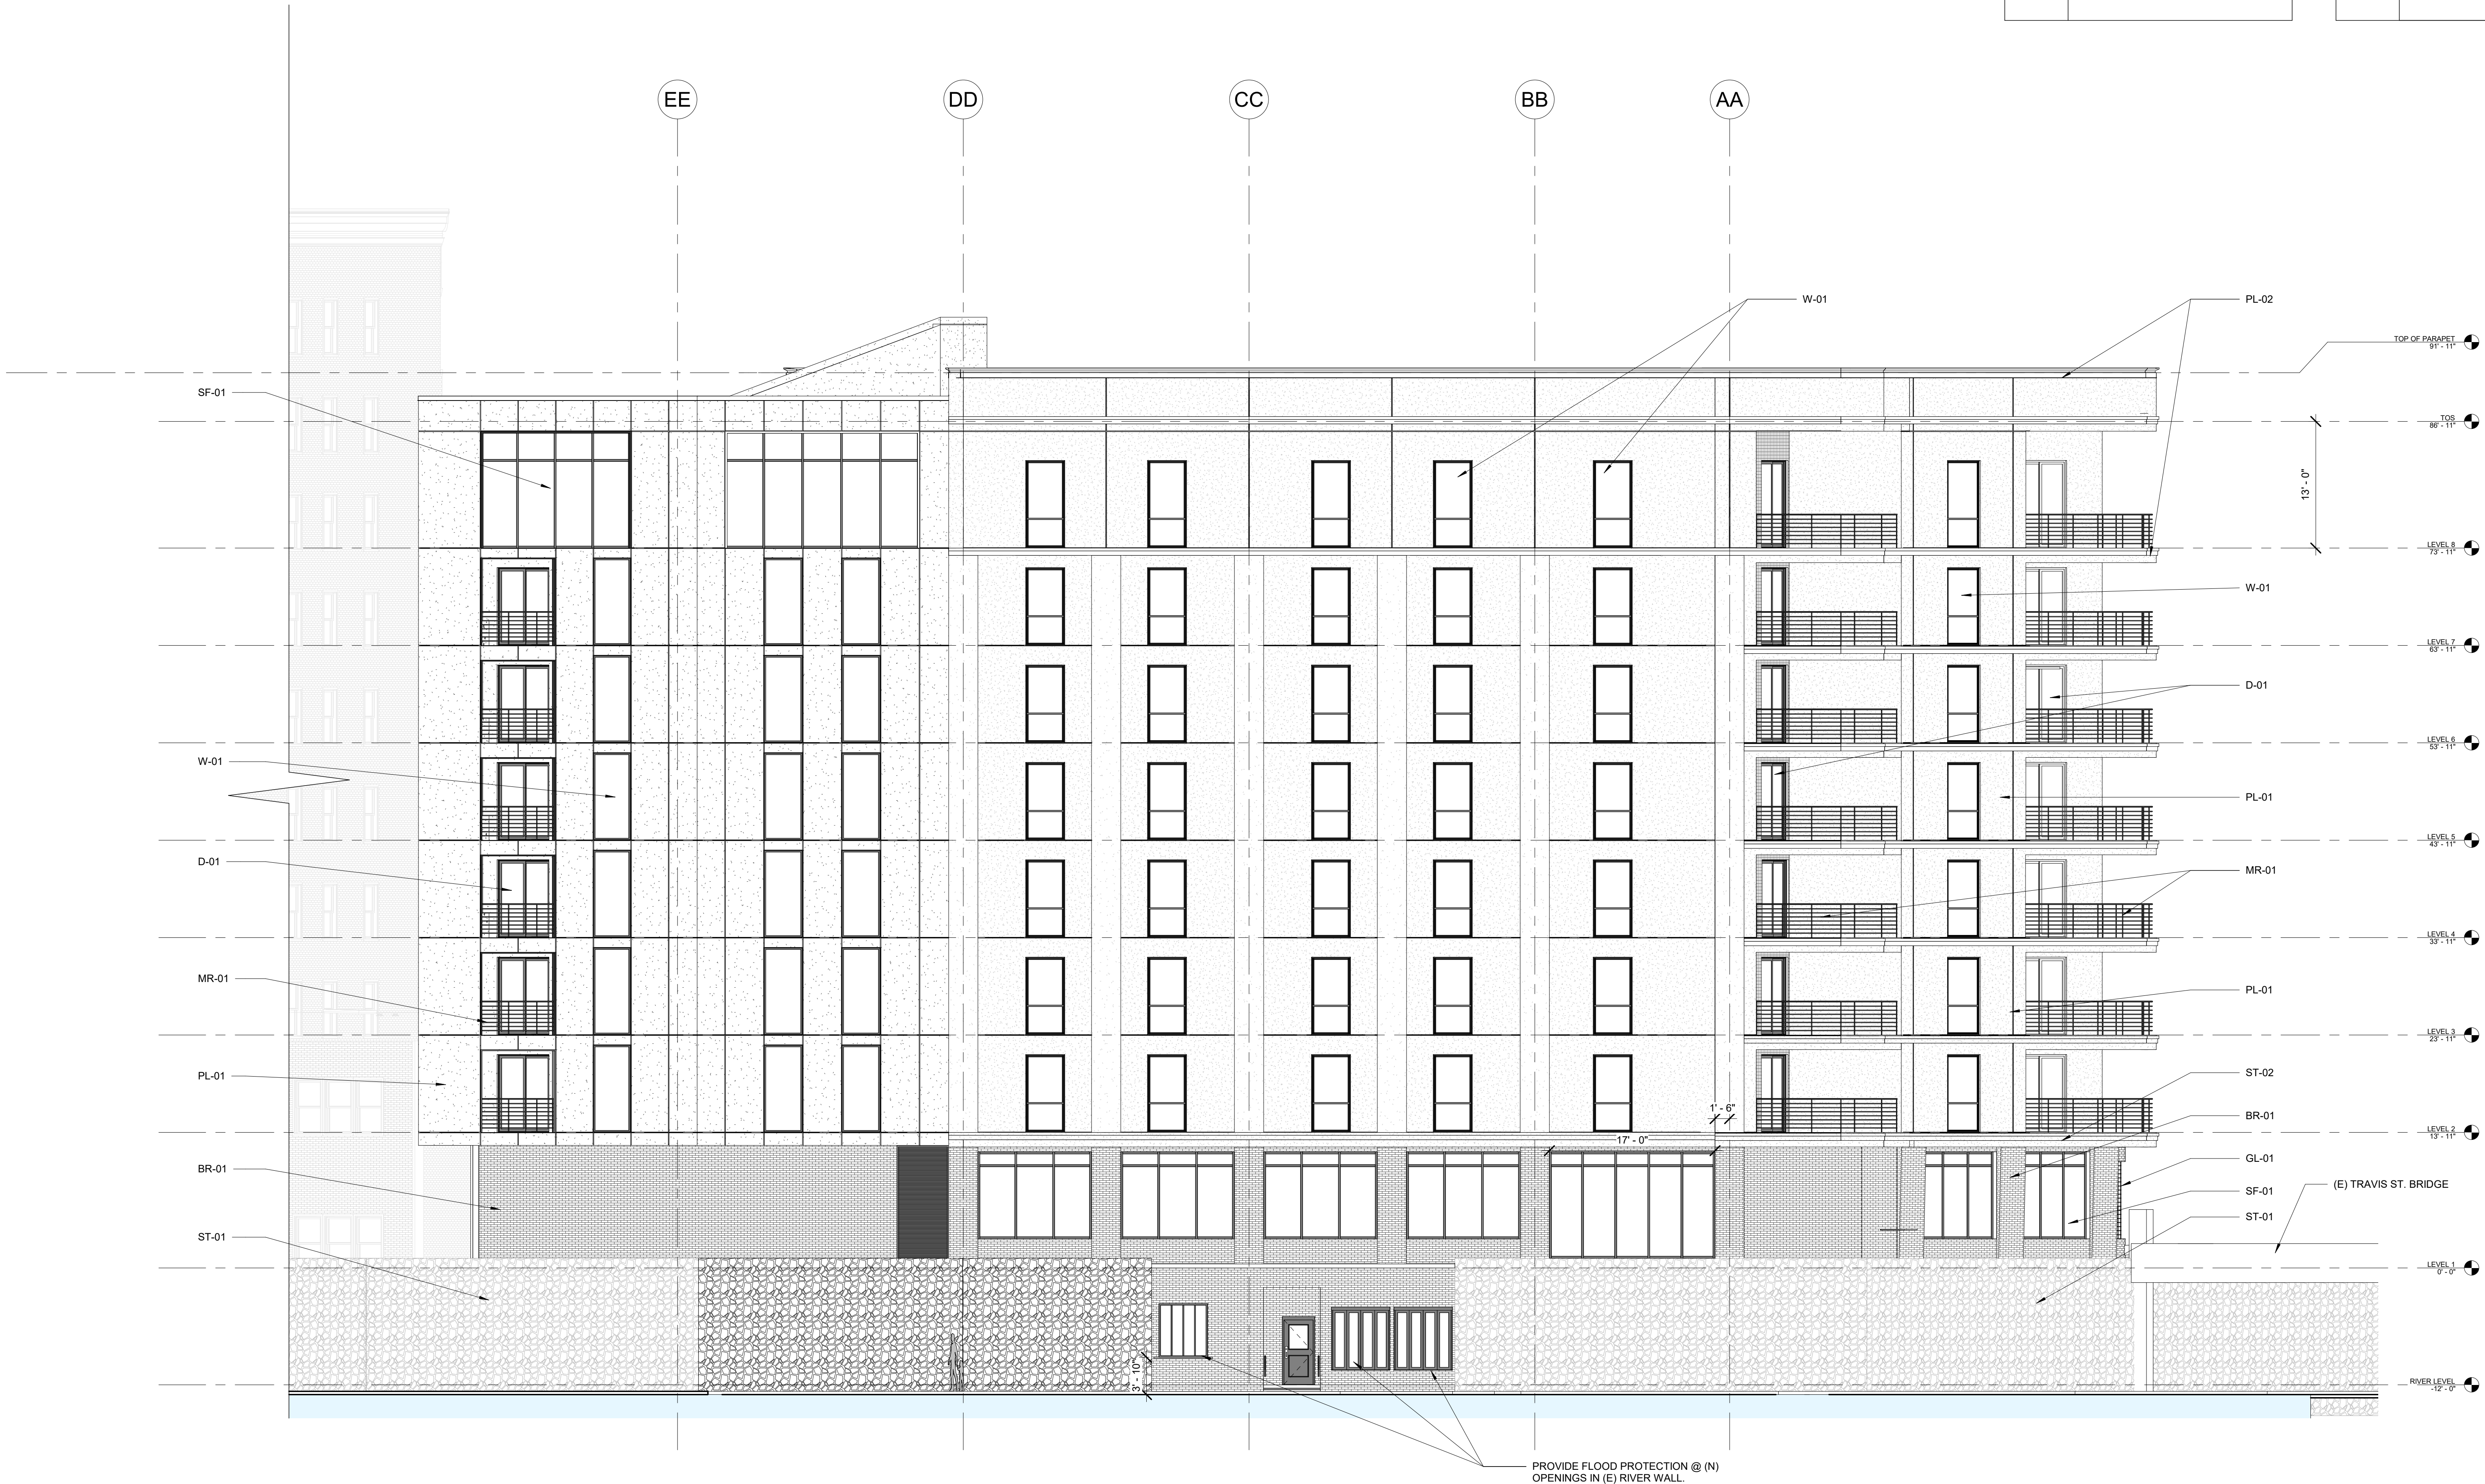 EE
DD
CC
BB
AA
W-01
PL-02
TOP OF PARAPET
91' - 11"
SF-01
TOS
86' - 11"
13' - 0"
LEVEL 8
73' - 11"
W-01
LEVEL 7
63' - 11"
D-01
LEVEL 6
53' - 11"
W-01
PL-01
LEVEL 5
43' - 11"
D-01
MR-01
LEVEL 4
33' - 11"
MR-01
PL-01
LEVEL 3
23' - 11"
PL-01
ST-02
1' - 6"
BR-01
LEVEL 2
13' - 11"
17' - 0"
BR-01
GL-01
(E) TRAVIS ST. BRIDGE
SF-01
ST-01
ST-01
LEVEL 1
0' - 0"
3' - 10"
RIVER LEVEL
-12' - 0"
PROVIDE FLOOD PROTECTION @ (N)
OPENINGS IN (E) RIVER WALL.